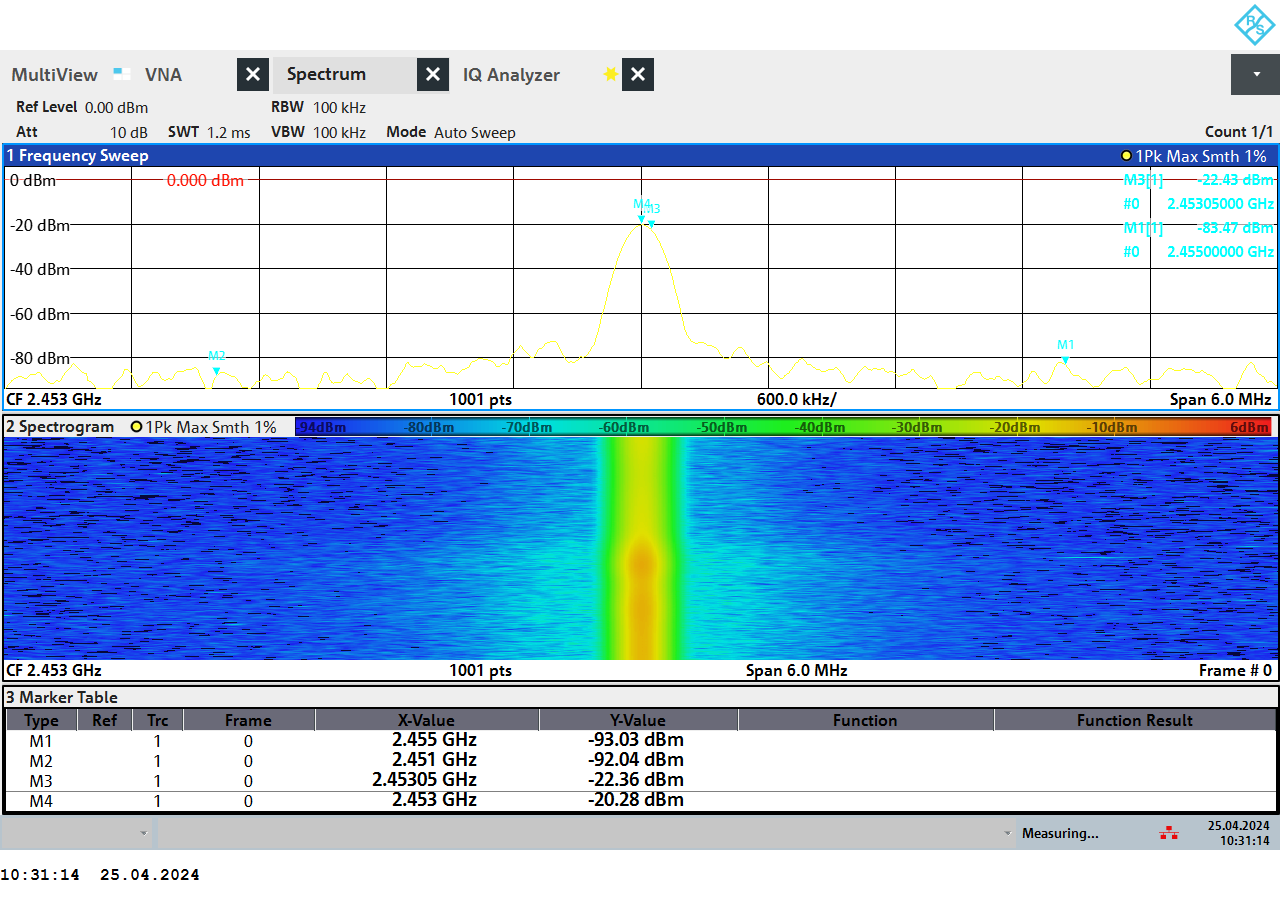 R S
MultiView VNA Spectrum IQ Analyzer
Ref Level 0.00 dBm RBW 100 kHz
Att 10 dB SWT 1.2 ms VBW 100 kHz Mode Auto Sweep Count 1/1
1 Frequency Sweep 1Pk Max Smth 1%
0 dBm 0.000 dBm M3[1] -22.43 dBm
M4 M3 #0 2.45305000 GHz
-20 dBm M1[1] -83.47 dBm
#0 2.45500000 GHz
-40 dBm
-60 dBm
M1
-80 dBm M2
CF 2.453 GHz 1001 pts 600.0 kHz/ Span 6.0 MHz
2 Spectrogram 1Pk Max Smth 1% -94dBm -80dBm -70dBm -60dBm -50dBm -40dBm -30dBm -20dBm -10dBm 6dBm
CF 2.453 GHz 1001 pts Span 6.0 MHz Frame # 0
3 Marker Table
Type Ref Trc Frame X-Value Y-Value Function Function Result
M1 1 0 2.455 GHz -93.03 dBm
M2 1 0 2.451 GHz -92.04 dBm
M3 1 0 2.45305 GHz -22.36 dBm
M4 1 0 2.453 GHz -20.28 dBm
Measuring... 25.04.2024
10:31:14
10:31:14 25.04.2024